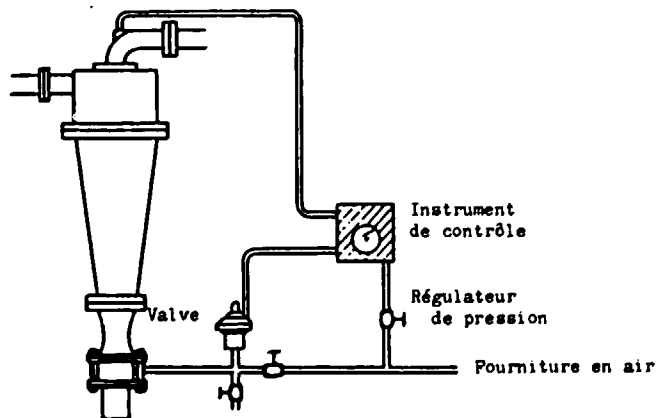 Instrument
de contrôle
Valve
Régulateur
de pression
Fourniture en air